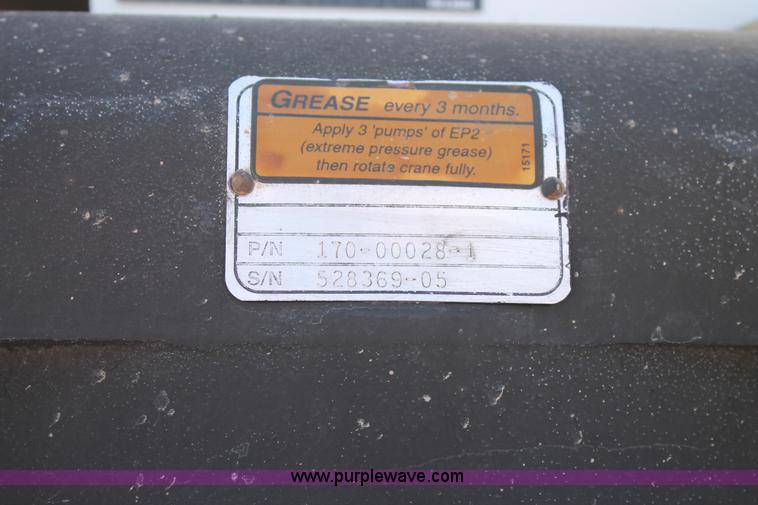 GREASE every 3 months.
Apply 3 'pumps' of EP2
(extreme pressure grease)
then rotate crane fully.
15171
P/N 170-00028-1
S/N 528369-05
www.purplewave.com